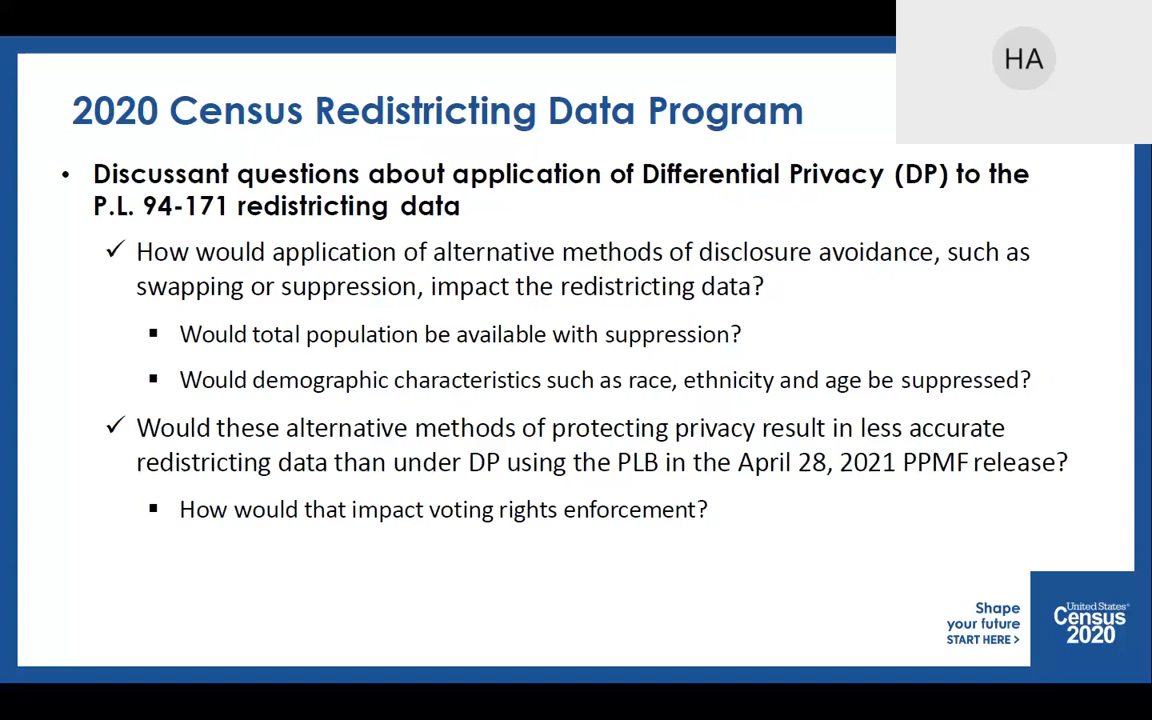 HA
2020 Census Redistricting Data Program
• Discussant questions about application of Differential Privacy (DP) to the
P.L. 94-171 redistricting data
✓ How would application of alternative methods of disclosure avoidance, such as
swapping or suppression, impact the redistricting data?
▪ Would total population be available with suppression?
▪ Would demographic characteristics such as race, ethnicity and age be suppressed?
✓ Would these alternative methods of protecting privacy result in less accurate
redistricting data than under DP using the PLB in the April 28, 2021 PPMF release?
▪ How would that impact voting rights enforcement?
Shape
your future
START HERE >
United States®
Census
2020